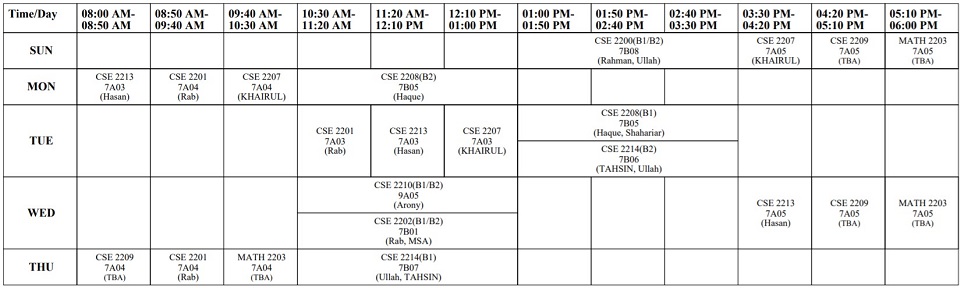 Time/Day
08:00 AM-
08:50 AM
08:50 AM-
09:40 AM
09:40 AM-
10:30 AM
10:30 AM-
11:20 AM
11:20 AM-
12:10 PM
12:10 PM-
01:00 PM
01:00 PM-
01:50 PM
01:50 PM-
02:40 PM
02:40 PM-
03:30 PM
03:30 PM-
04:20 PM
04:20 PM-
05:10 PM
05:10 PM-
06:00 PM
SUN
CSE 2200(B1/B2)
7B08
(Rahman, Ullah)
CSE 2207
7A05
(KHAIRUL)
CSE 2209
7A05
(TBA)
MATH 2203
7A05
(TBA)
MON
CSE 2213
7A03
(Hasan)
CSE 2201
7A04
(Rab)
CSE 2207
7A04
(KHAIRUL)
CSE 2208(B2)
7B05
(Haque)
TUE
CSE 2201
7A03
(Rab)
CSE 2213
7A03
(Hasan)
CSE 2207
7A03
(KHAIRUL)
CSE 2208(B1)
7B05
(Haque, Shahariar)
CSE 2214(B2)
7B06
(TAHSIN, Ullah)
WED
CSE 2210(B1/B2)
9A05
(Arony)
CSE 2202(B1/B2)
7B01
(Rab, MSA)
CSE 2213
7A05
(Hasan)
CSE 2209
7A05
(TBA)
MATH 2203
7A05
(TBA)
THU
CSE 2209
7A04
(TBA)
CSE 2201
7A04
(Rab)
MATH 2203
7A04
(TBA)
CSE 2214(B1)
7B07
(Ullah, TAHSIN)